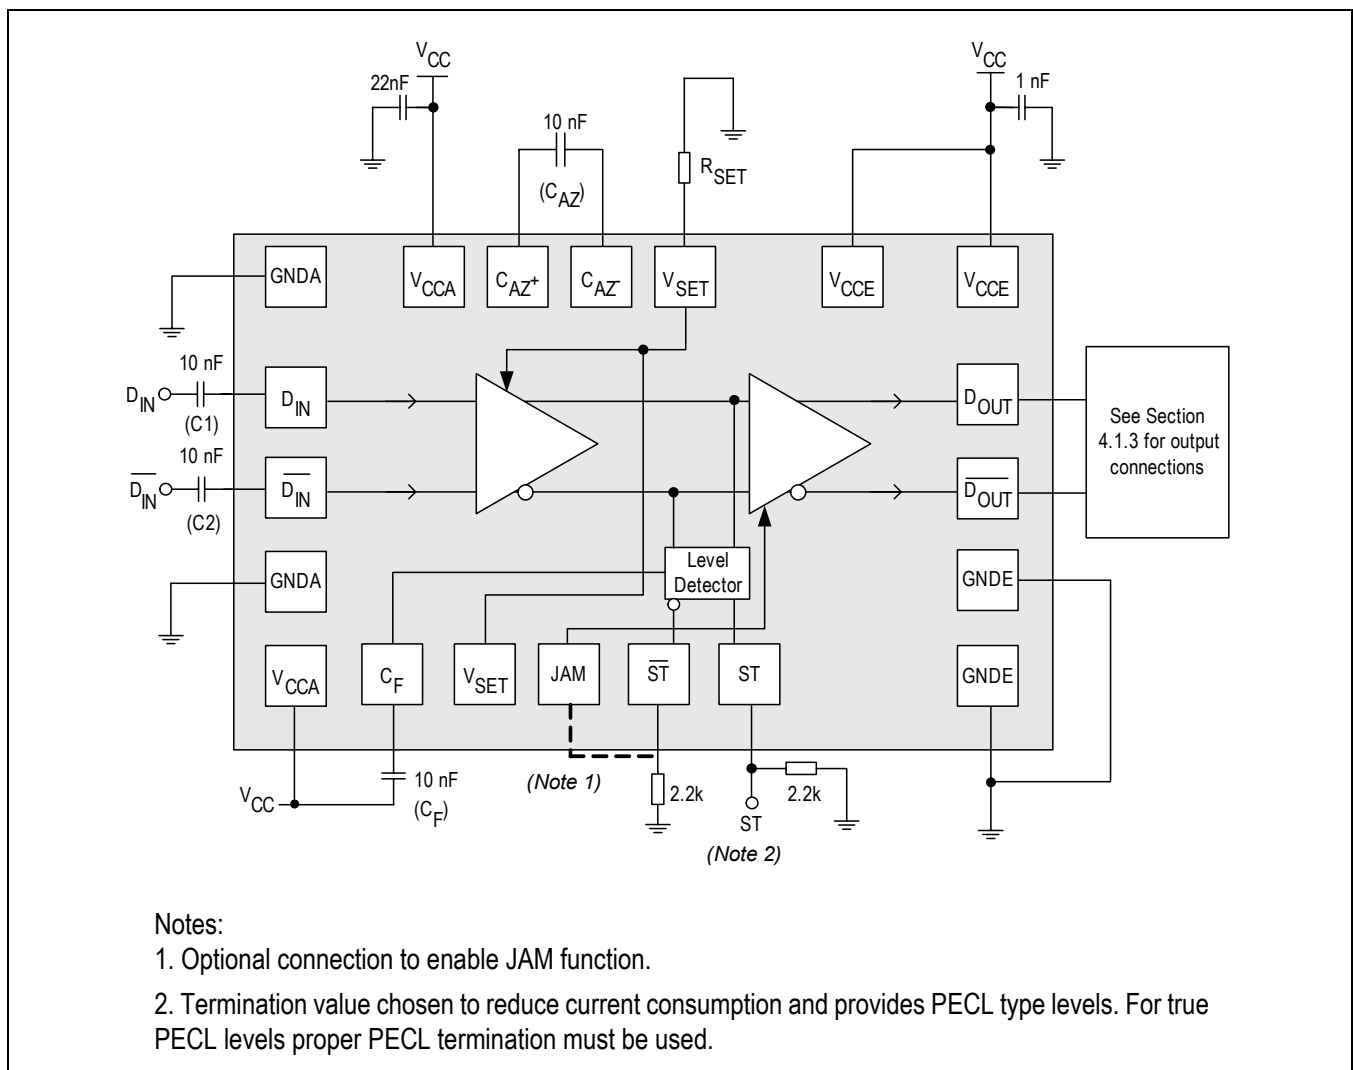 V_CC
22nF
10 nF
(C_AZ)
R_SET
V_CC
1 nF
GNDA
V_CCA
C_AZ+
C_AZ-
V_SET
V_CCE
V_CCE
10 nF
D_IN
(C1)
D_IN
D_OUT
10 nF
D̅_I̅N̅
(C2)
D̅_I̅N̅
D̅_O̅U̅T̅
See Section
4.1.3 for output
connections
GNDA
Level
Detector
GNDE
V_CCA
C_F
V_SET
JAM
S̅T̅
ST
GNDE
V_CC
10 nF
(C_F)
(Note 1)
2.2k
2.2k
ST
(Note 2)
Notes:
1. Optional connection to enable JAM function.
2. Termination value chosen to reduce current consumption and provides PECL type levels. For true
PECL levels proper PECL termination must be used.